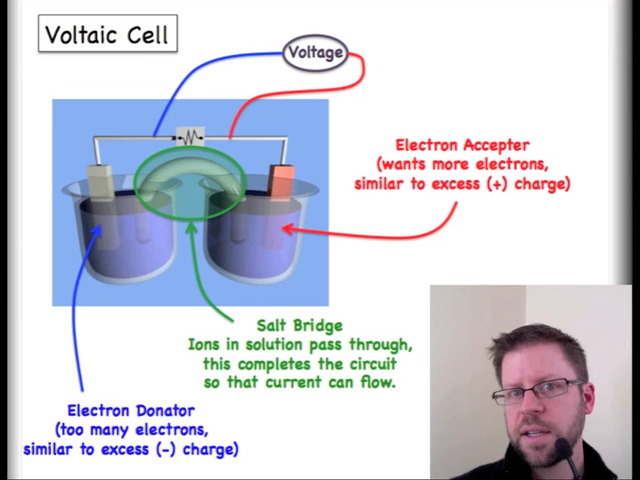 Voltaic Cell
Voltage
Electron Accepter
(wants more electrons,
similar to excess (+) charge)
Salt Bridge
Ions in solution pass through,
this completes the circuit
so that current can flow.
Electron Donator
(too many electrons,
similar to excess (-) charge)